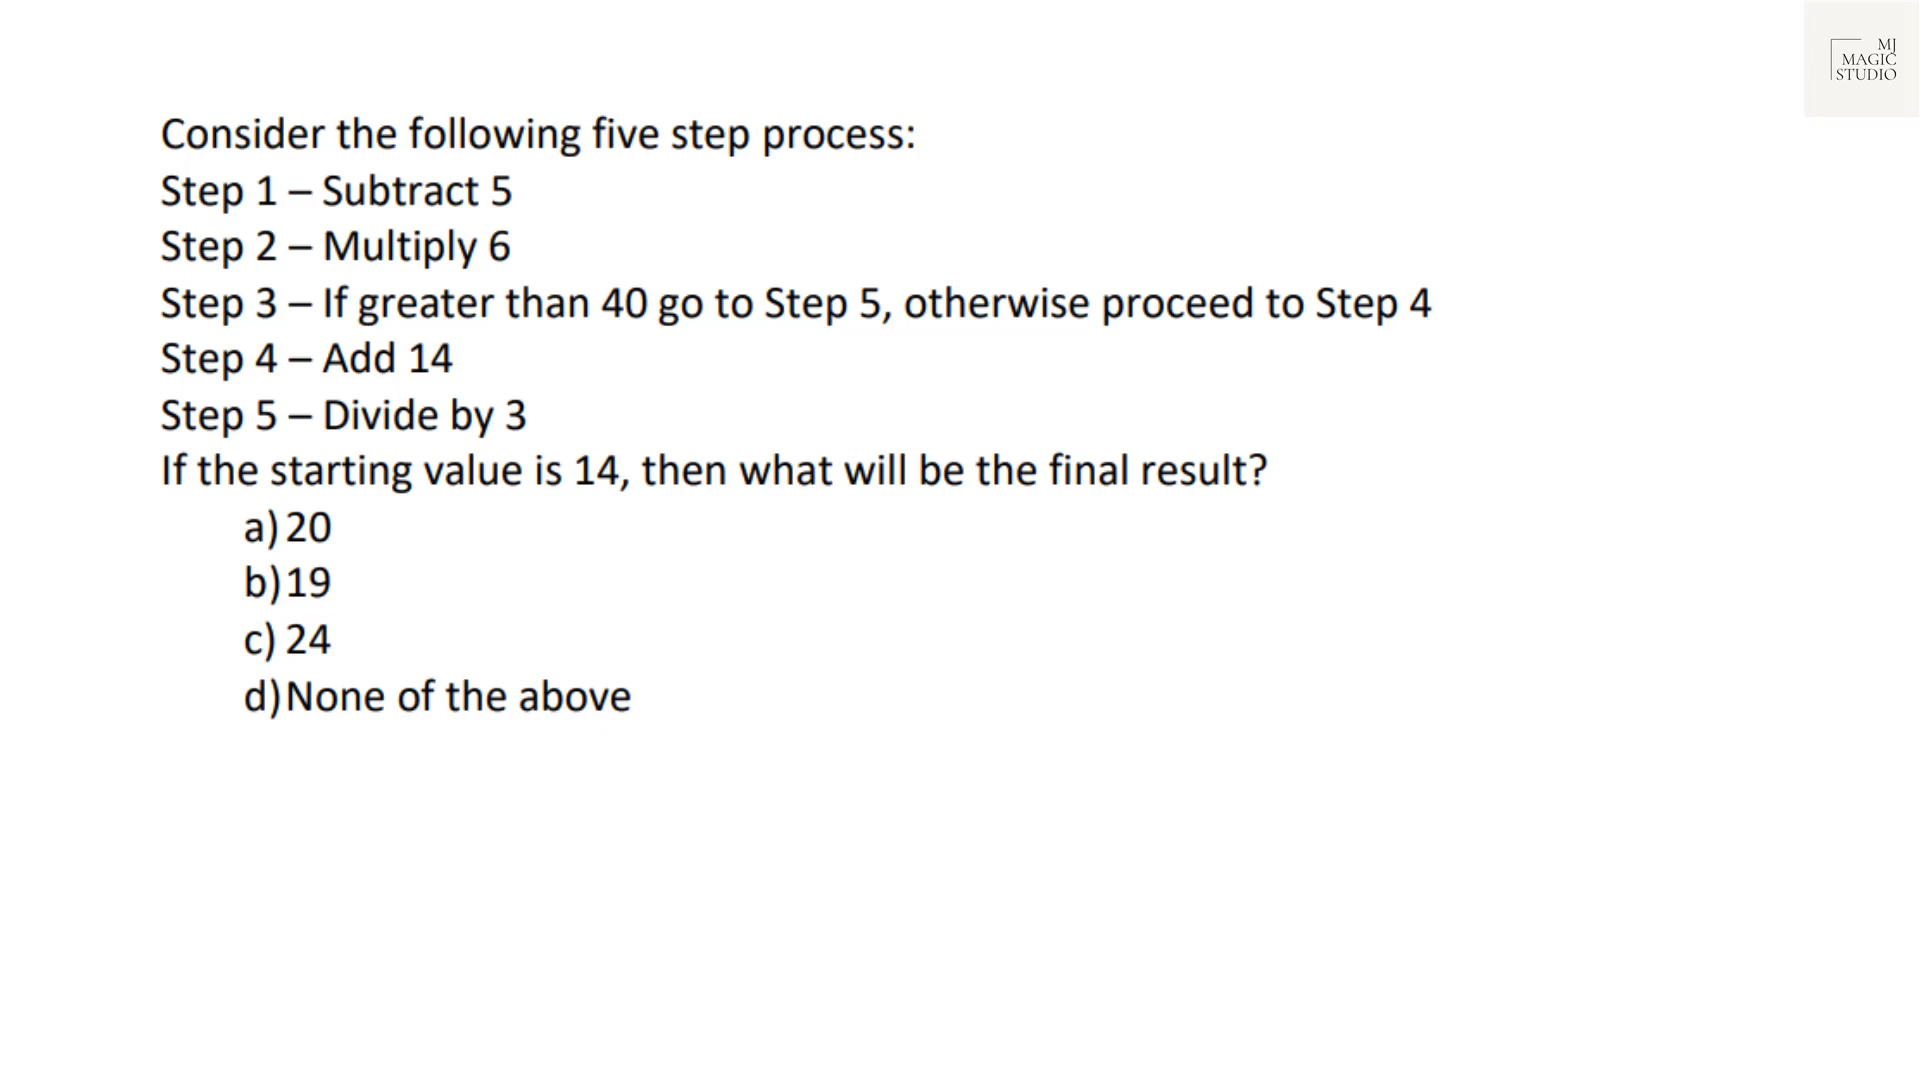 MJ
MAGIC
STUDIO
Consider the following five step process:
Step 1 – Subtract 5
Step 2 – Multiply 6
Step 3 – If greater than 40 go to Step 5, otherwise proceed to Step 4
Step 4 – Add 14
Step 5 – Divide by 3
If the starting value is 14, then what will be the final result?
a) 20
b) 19
c) 24
d) None of the above